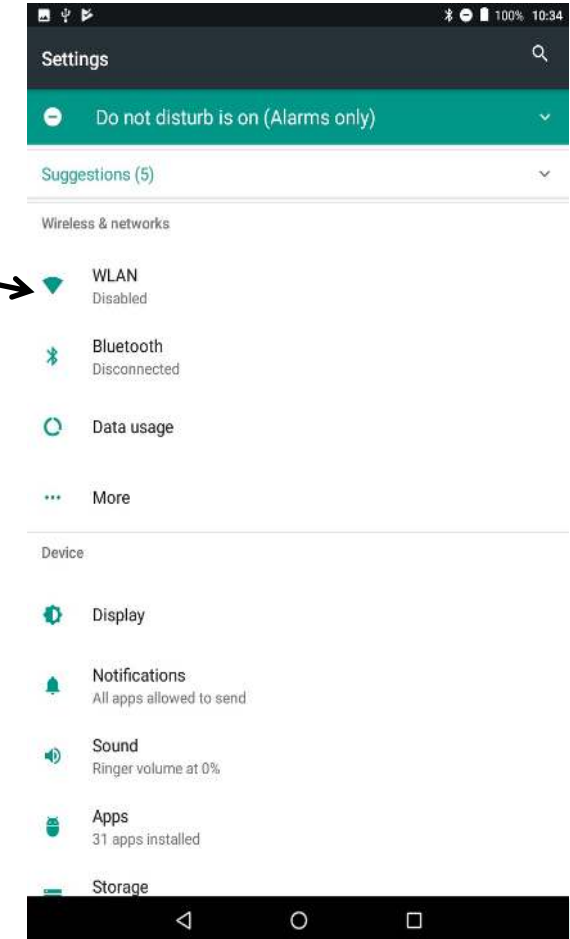 100% 10:34
Settings
Do not disturb is on (Alarms only)
Suggestions (5)
Wireless & networks
WLAN
Disabled
Bluetooth
Disconnected
Data usage
More
Device
Display
Notifications
All apps allowed to send
Sound
Ringer volume at 0%
Apps
31 apps installed
Storage